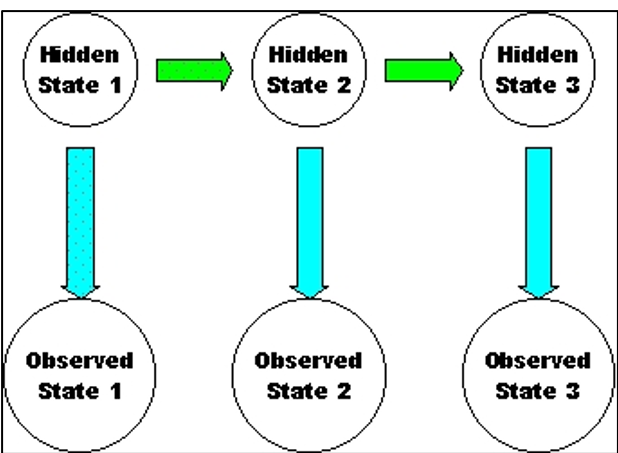 Hidden
State 1
Hidden
State 2
Hidden
State 3
Observed
State 1
Observed
State 2
Observed
State 3